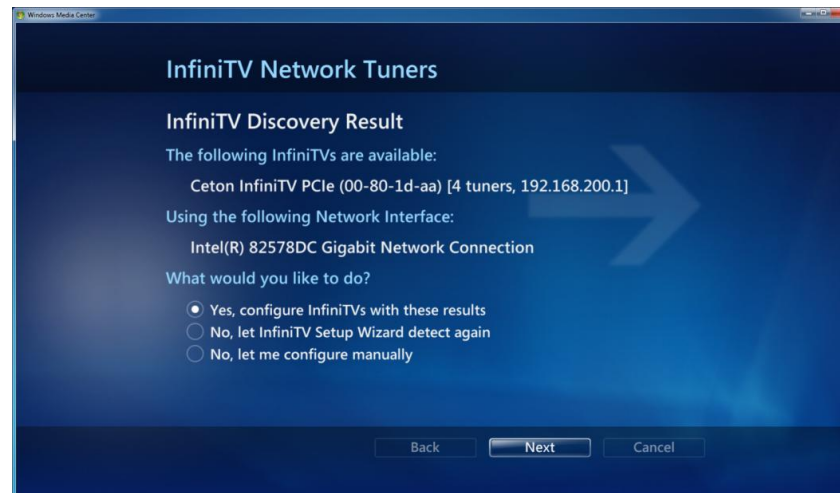 Windows Media Center
InfiniTV Network Tuners
InfiniTV Discovery Result
The following InfiniTVs are available:
Ceton InfiniTV PCIe (00-80-1d-aa) [4 tuners, 192.168.200.1]
Using the following Network Interface:
Intel(R) 82578DC Gigabit Network Connection
What would you like to do?
Yes, configure InfiniTVs with these results
No, let InfiniTV Setup Wizard detect again
No, let me configure manually
Back Next Cancel